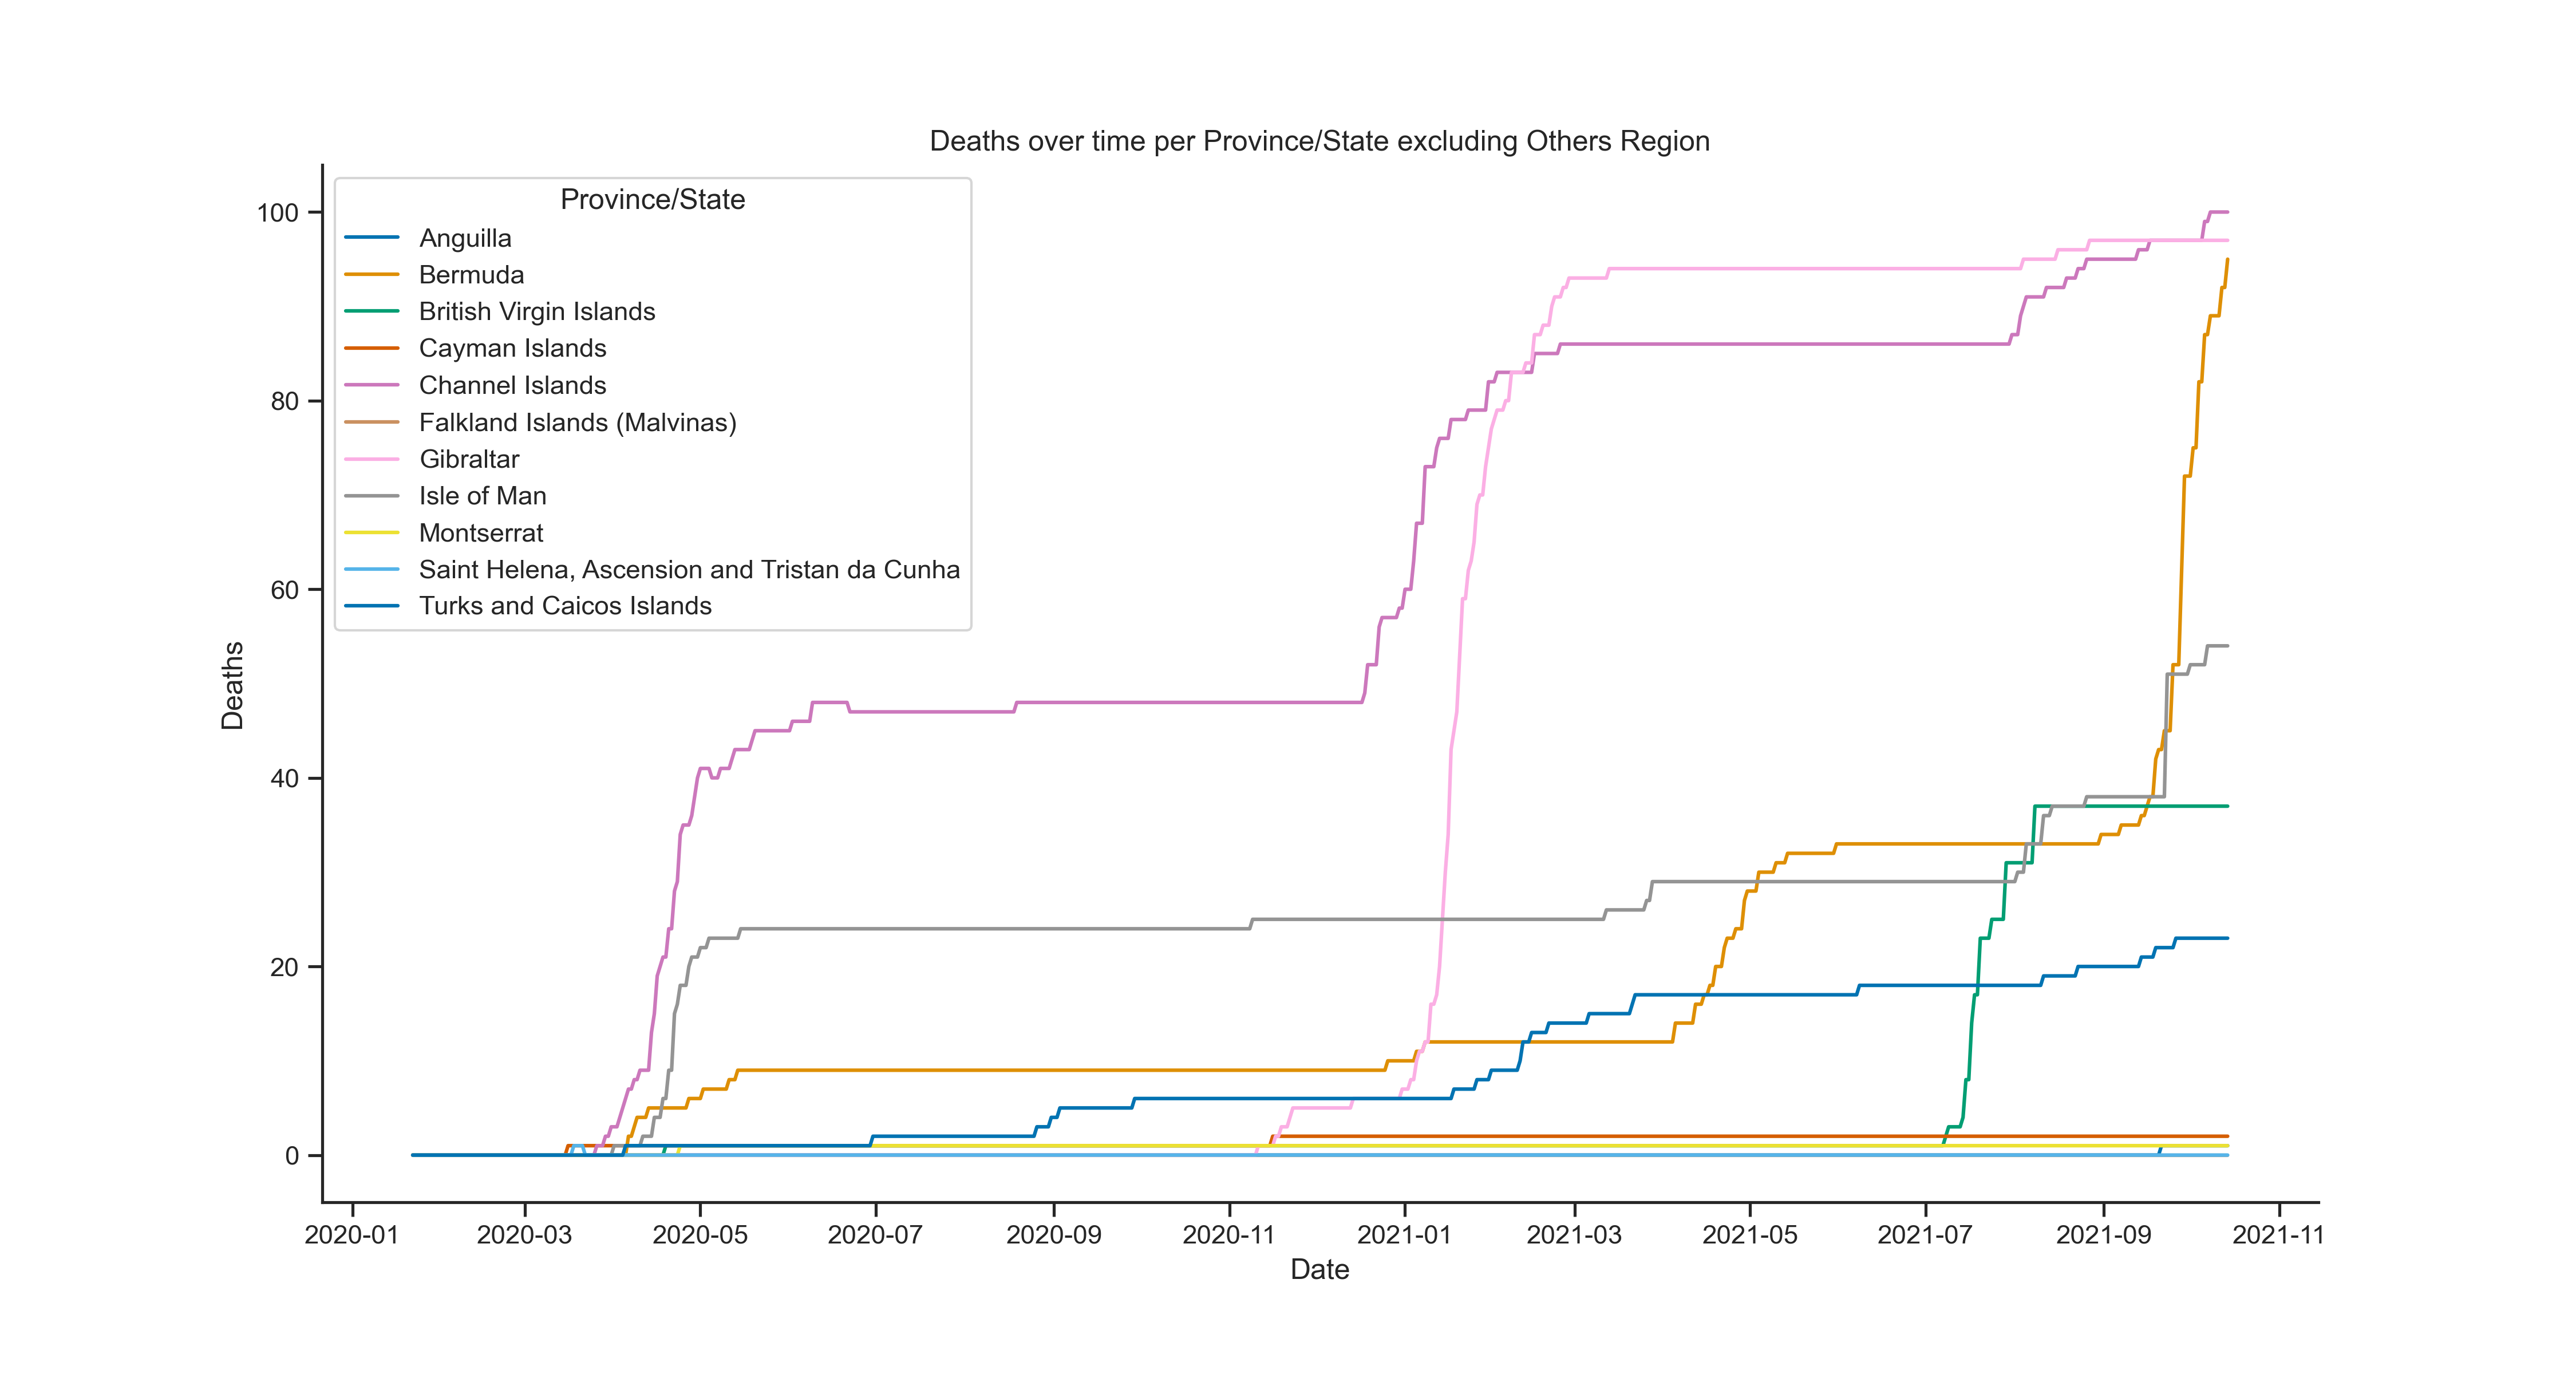 Deaths over time per Province/State excluding Others Region
Province/State
Anguilla
Bermuda
British Virgin Islands
Cayman Islands
Channel Islands
Falkland Islands (Malvinas)
Gibraltar
Isle of Man
Montserrat
Saint Helena, Ascension and Tristan da Cunha
Turks and Caicos Islands
Deaths
100
80
60
40
20
0
2020-01 2020-03 2020-05 2020-07 2020-09 2020-11 2021-01 2021-03 2021-05 2021-07 2021-09 2021-11
Date